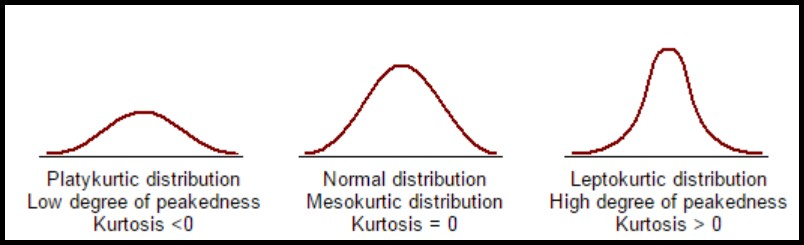 Platykurtic distribution
Low degree of peakedness
Kurtosis <0
Normal distribution
Mesokurtic distribution
Kurtosis = 0
Leptokurtic distribution
High degree of peakedness
Kurtosis > 0